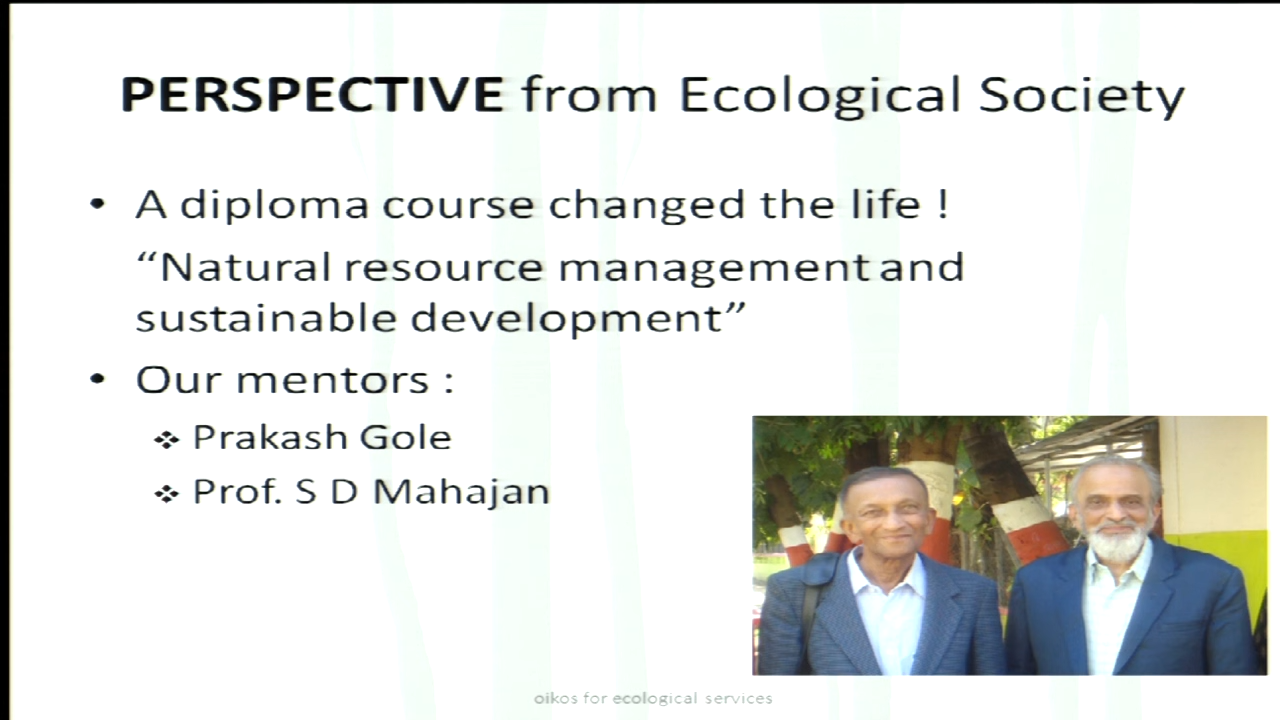 PERSPECTIVE from Ecological Society
• A diploma course changed the life !
“Natural resource management and
sustainable development”
• Our mentors :
❖ Prakash Gole
❖ Prof. S D Mahajan
oikos for ecological services